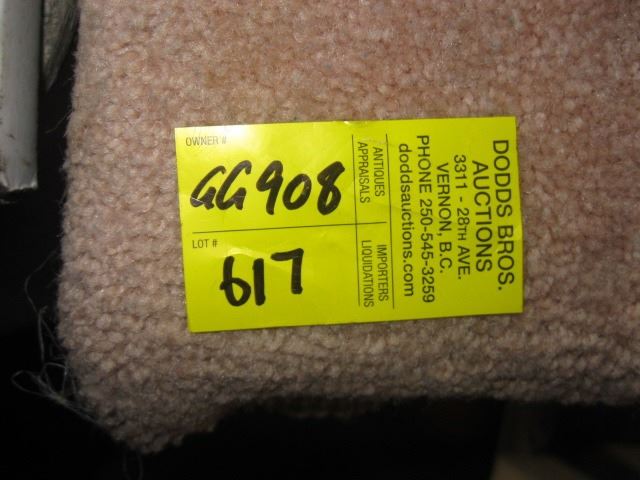 OWNER #
GG908
LOT #
617
ANTIQUES
APPRAISALS
IMPORTERS
LIQUIDATIONS
DODDS BROS.
AUCTIONS
3311 - 28TH AVE.
VERNON, B.C.
PHONE 250-545-3259
doddsauctions.com